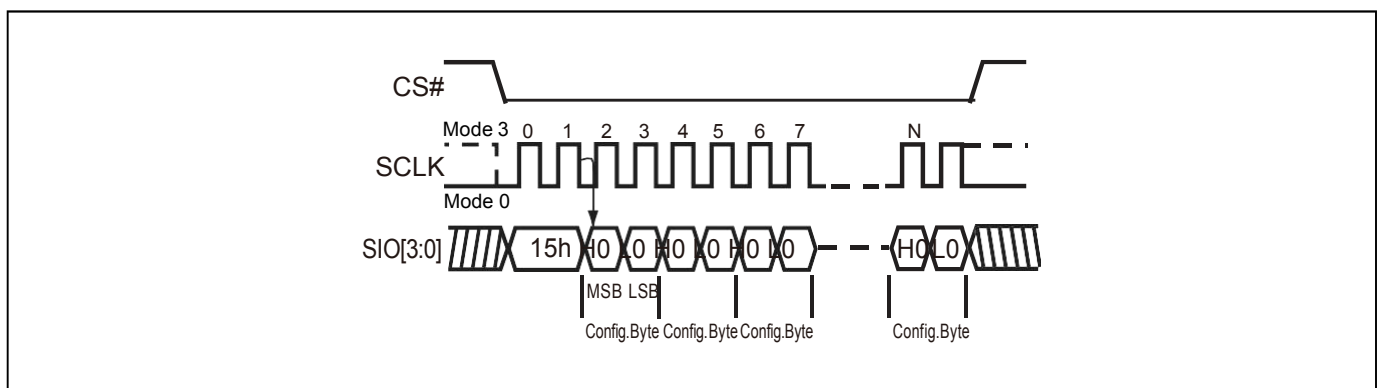 CS#
Mode 3 0 1 2 3 4 5 6 7 N
SCLK
Mode 0
SIO[3:0] 15h H0 L0 H0 L0 H0 L0 H0 L0
MSB LSB
Config.Byte Config.Byte Config.Byte Config.Byte